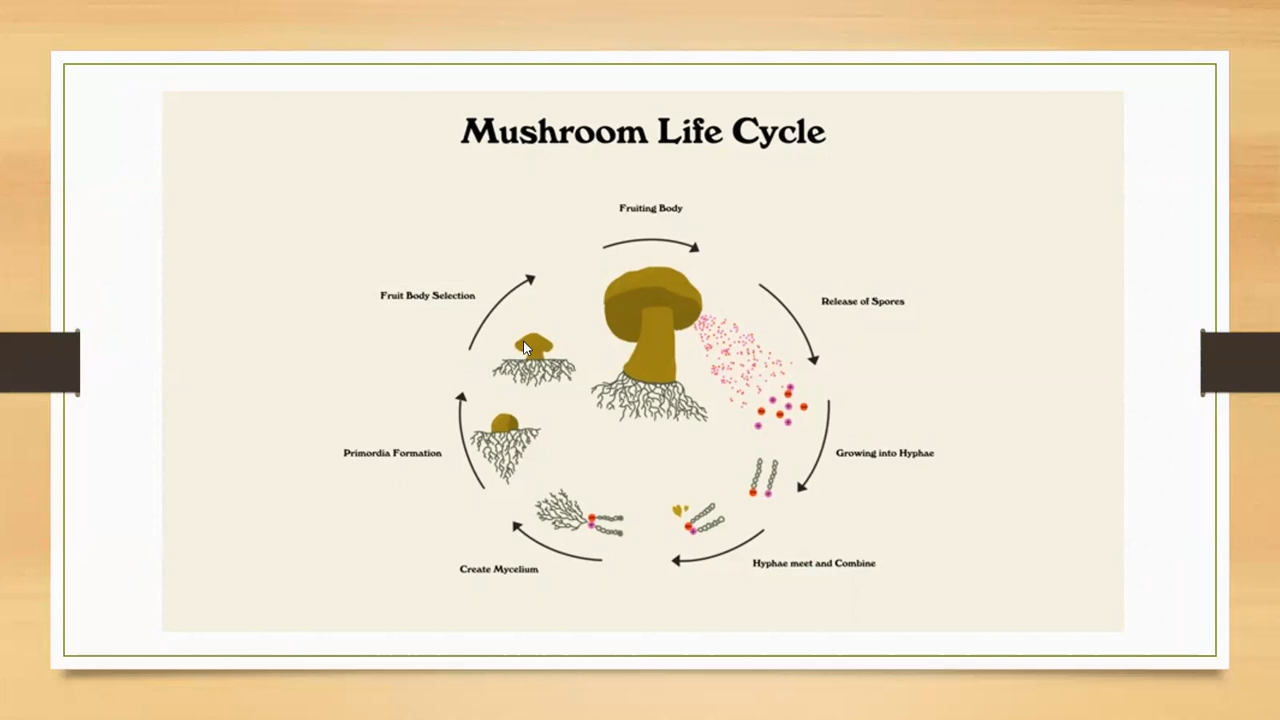 Mushroom Life Cycle
Fruiting Body
Fruit Body Selection
Release of Spores
Primordia Formation
Growing into Hyphae
Create Mycelium
Hyphae meet and Combine